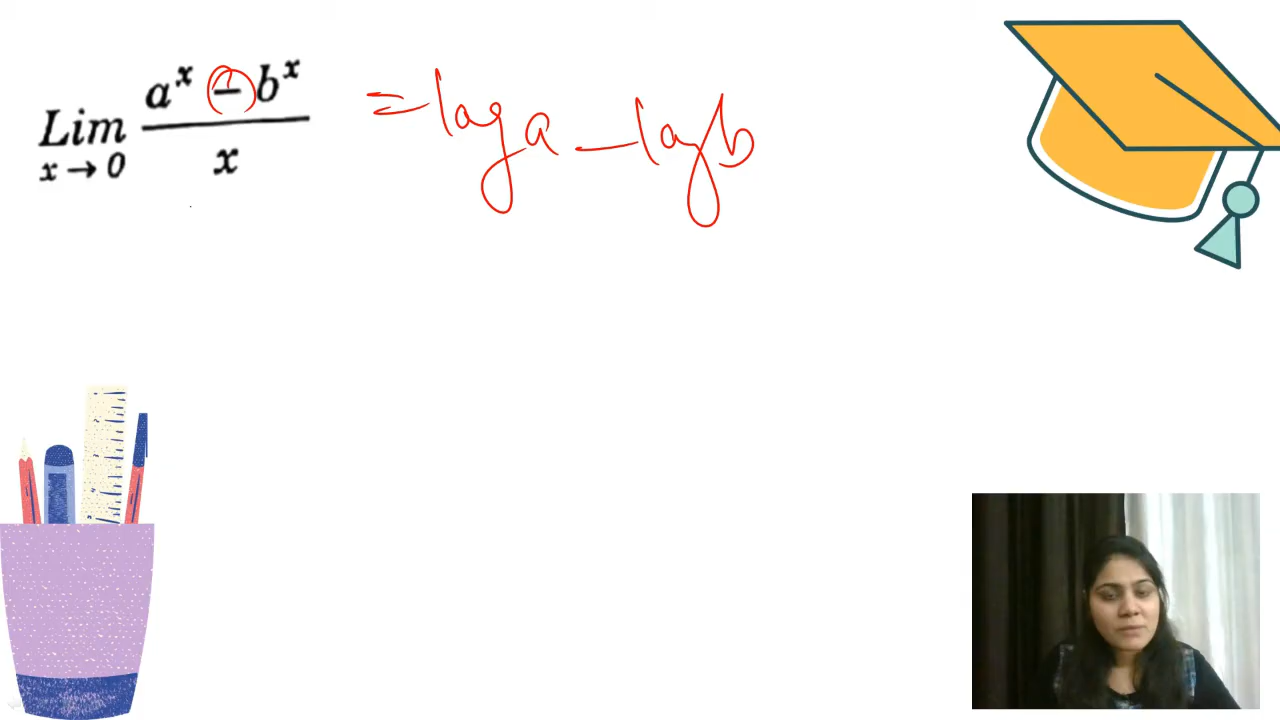 Lim x → 0 (a^x − b^x) / x = log a − log b